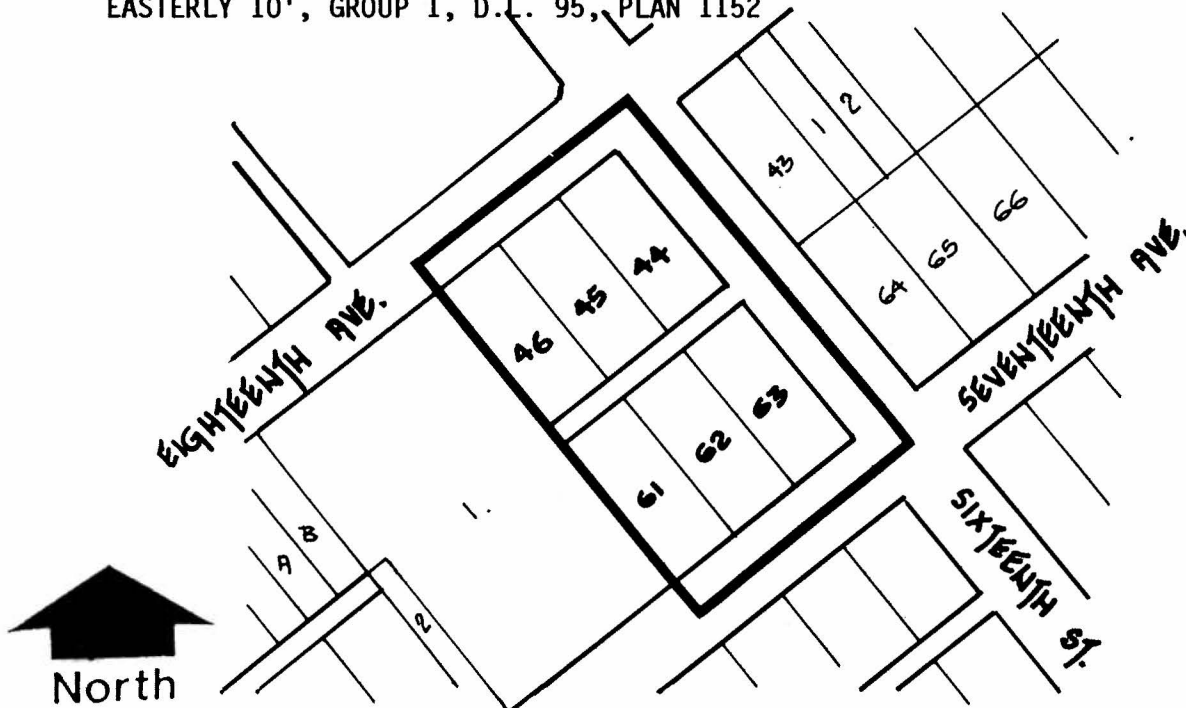 EASTERLY 10', GROUP 1, D.L. 95, PLAN 1152
43 1 2
44
45
46
64 65 66
EIGHTEENTH AVE.
SEVENTEENTH AVE.
61 62 63
SIXTEENTH ST.
1.
A B
2
North